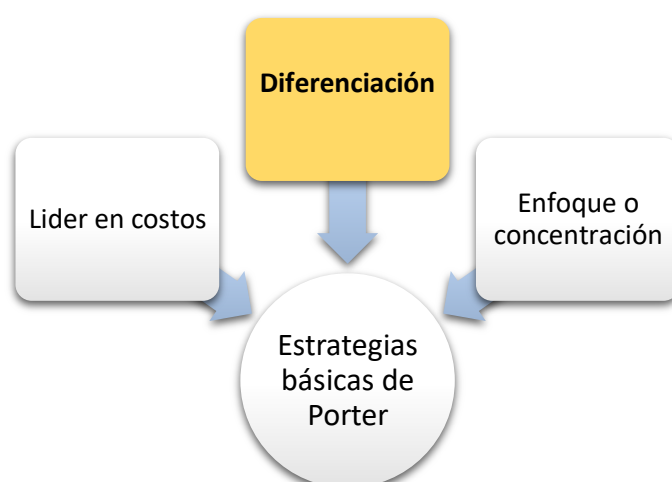 Diferenciación
Lider en costos
Enfoque o
concentración
Estrategias
básicas de
Porter